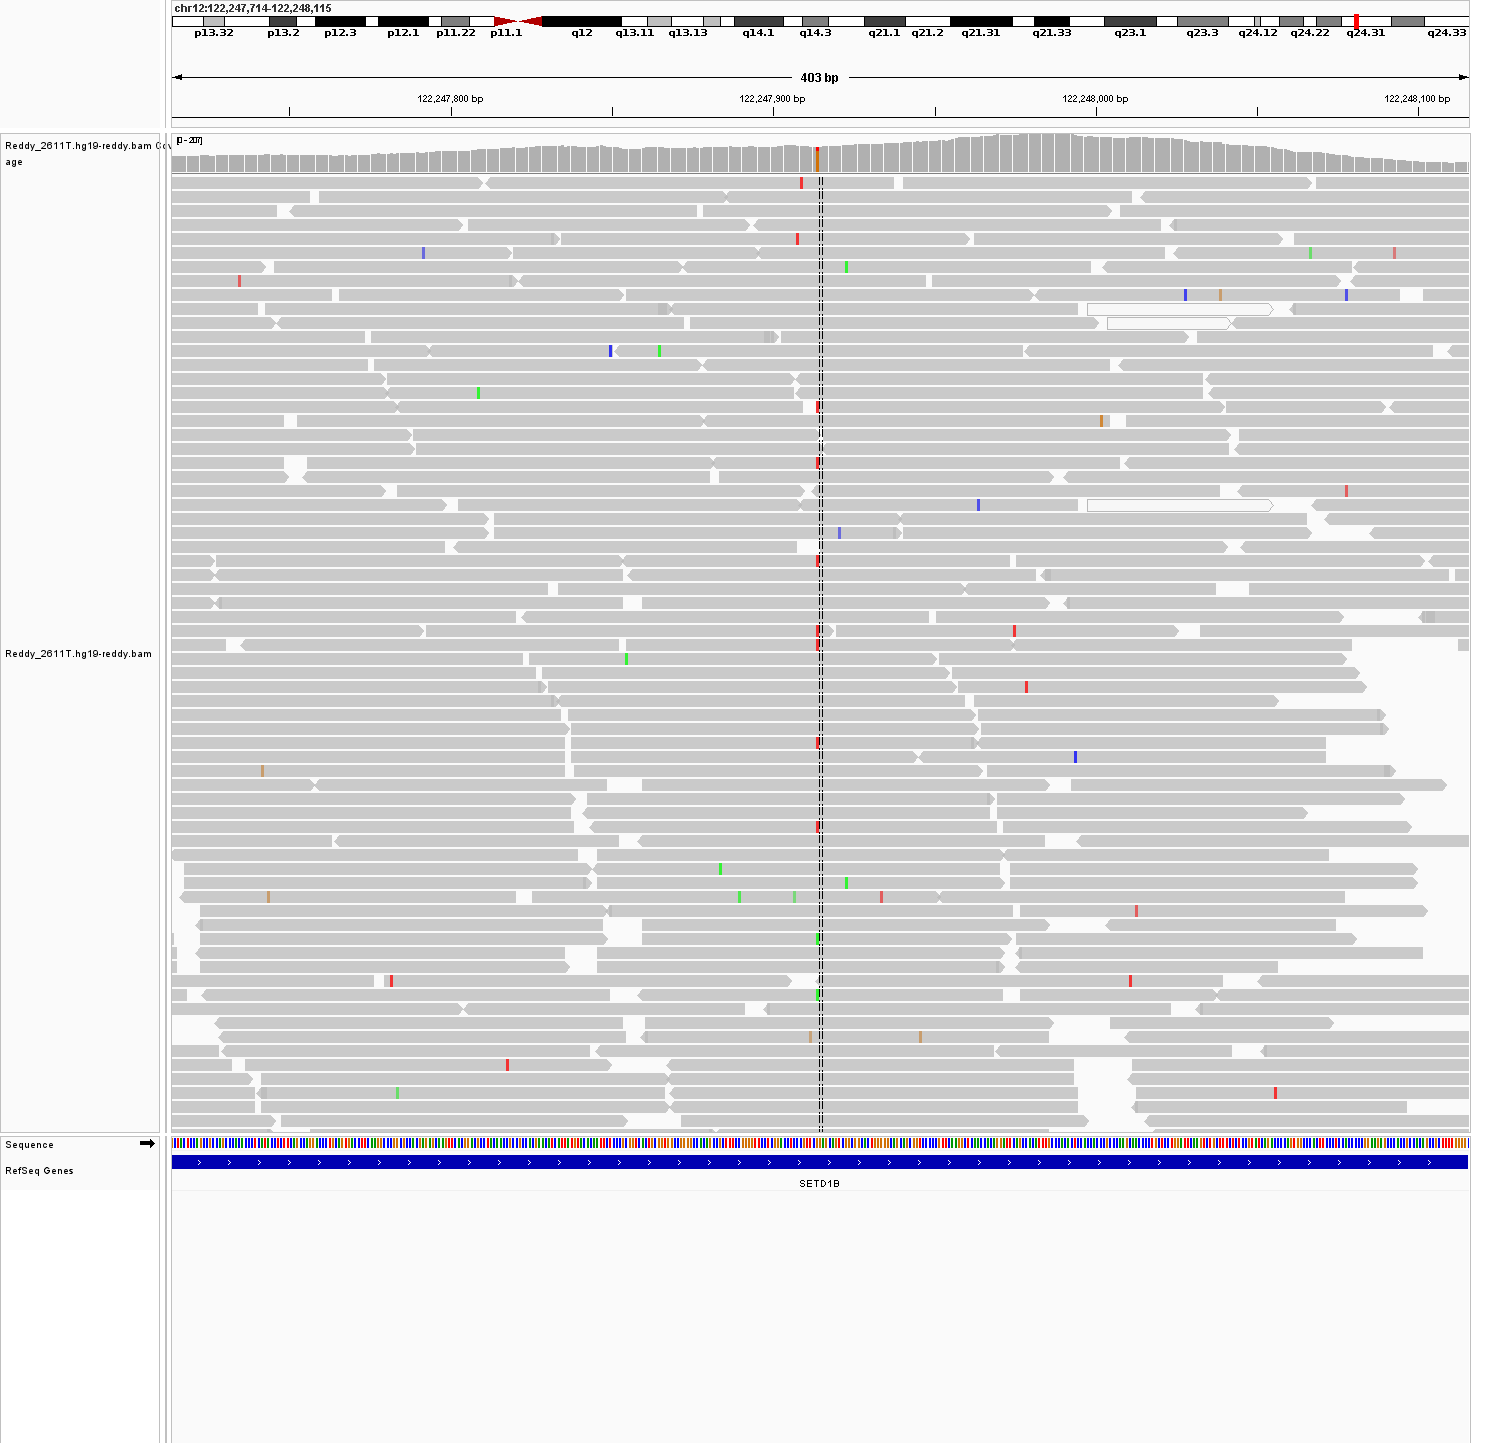 chr12:122,247,714-122,248,115
p13.32 p13.2 p12.3 p12.1 p11.22 p11.1 q12 q13.11 q13.13 q14.1 q14.3 q21.1 q21.2 q21.31 q21.33 q23.1 q23.3 q24.12 q24.22 q24.31 q24.33
403 bp
122,247,800 bp 122,247,900 bp 122,248,000 bp 122,248,100 bp
[0 - 207]
Reddy_2611T.hg19-reddy.bam Cov
age
Reddy_2611T.hg19-reddy.bam
Sequence
RefSeq Genes
SETD1B